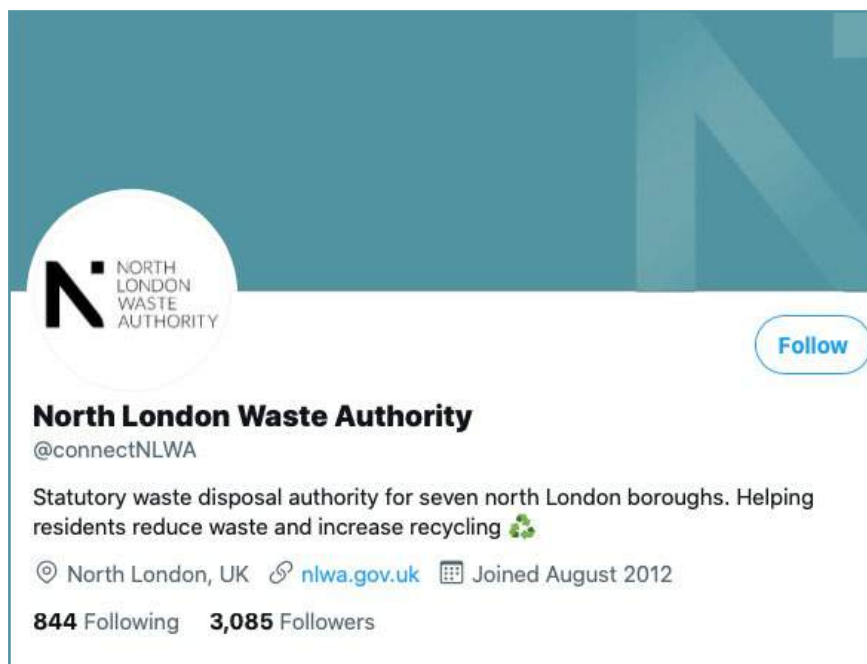 NORTH
LONDON
WASTE
AUTHORITY
Follow
North London Waste Authority
@connectNLWA
Statutory waste disposal authority for seven north London boroughs. Helping
residents reduce waste and increase recycling ♻️
North London, UK nlwa.gov.uk Joined August 2012
844 Following 3,085 Followers